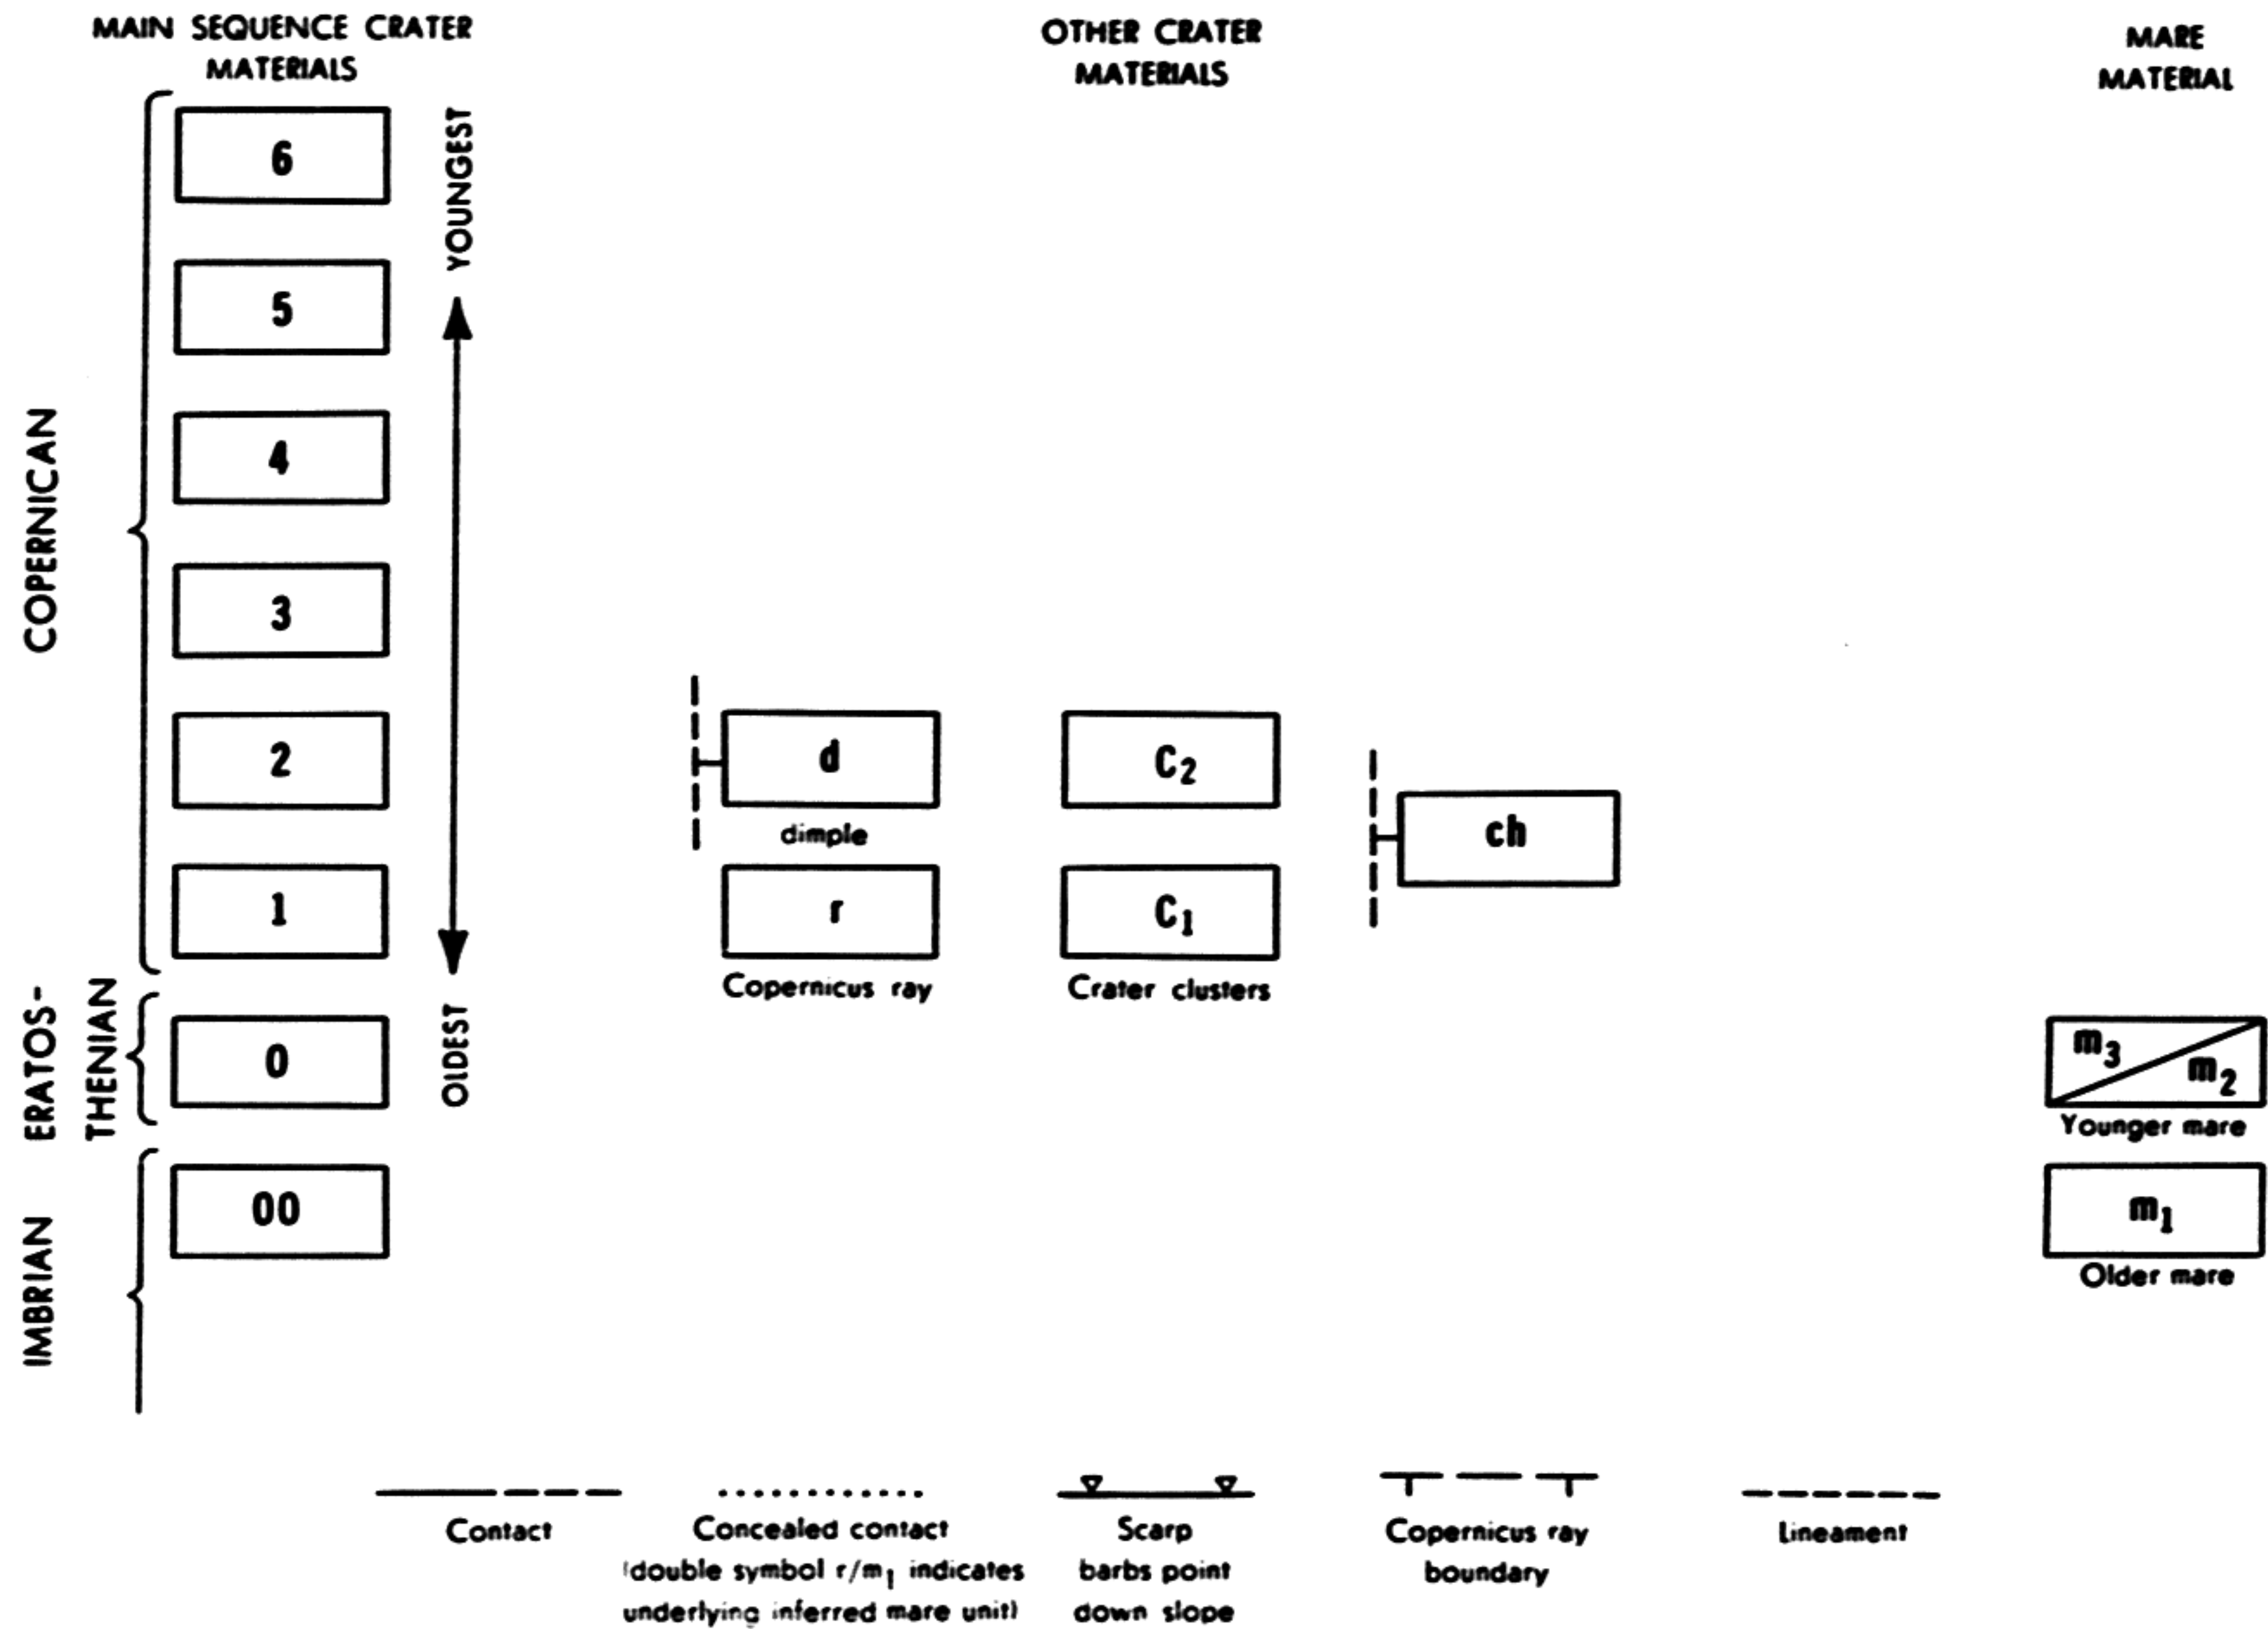 MAIN SEQUENCE CRATER
MATERIALS
OTHER CRATER
MATERIALS
MARE
MATERIAL
COPERNICAN
6
5
4
3
2
1
YOUNGEST
OLDEST
d
dimple
r
Copernicus ray
C2
C1
Crater clusters
ch
ERATOS-
THENIAN
0
m3
m2
Younger mare
IMBRIAN
00
m1
Older mare
Contact
Concealed contact
(double symbol r/m1 indicates
underlying inferred mare unit)
Scarp
barbs point
down slope
Copernicus ray
boundary
Lineament